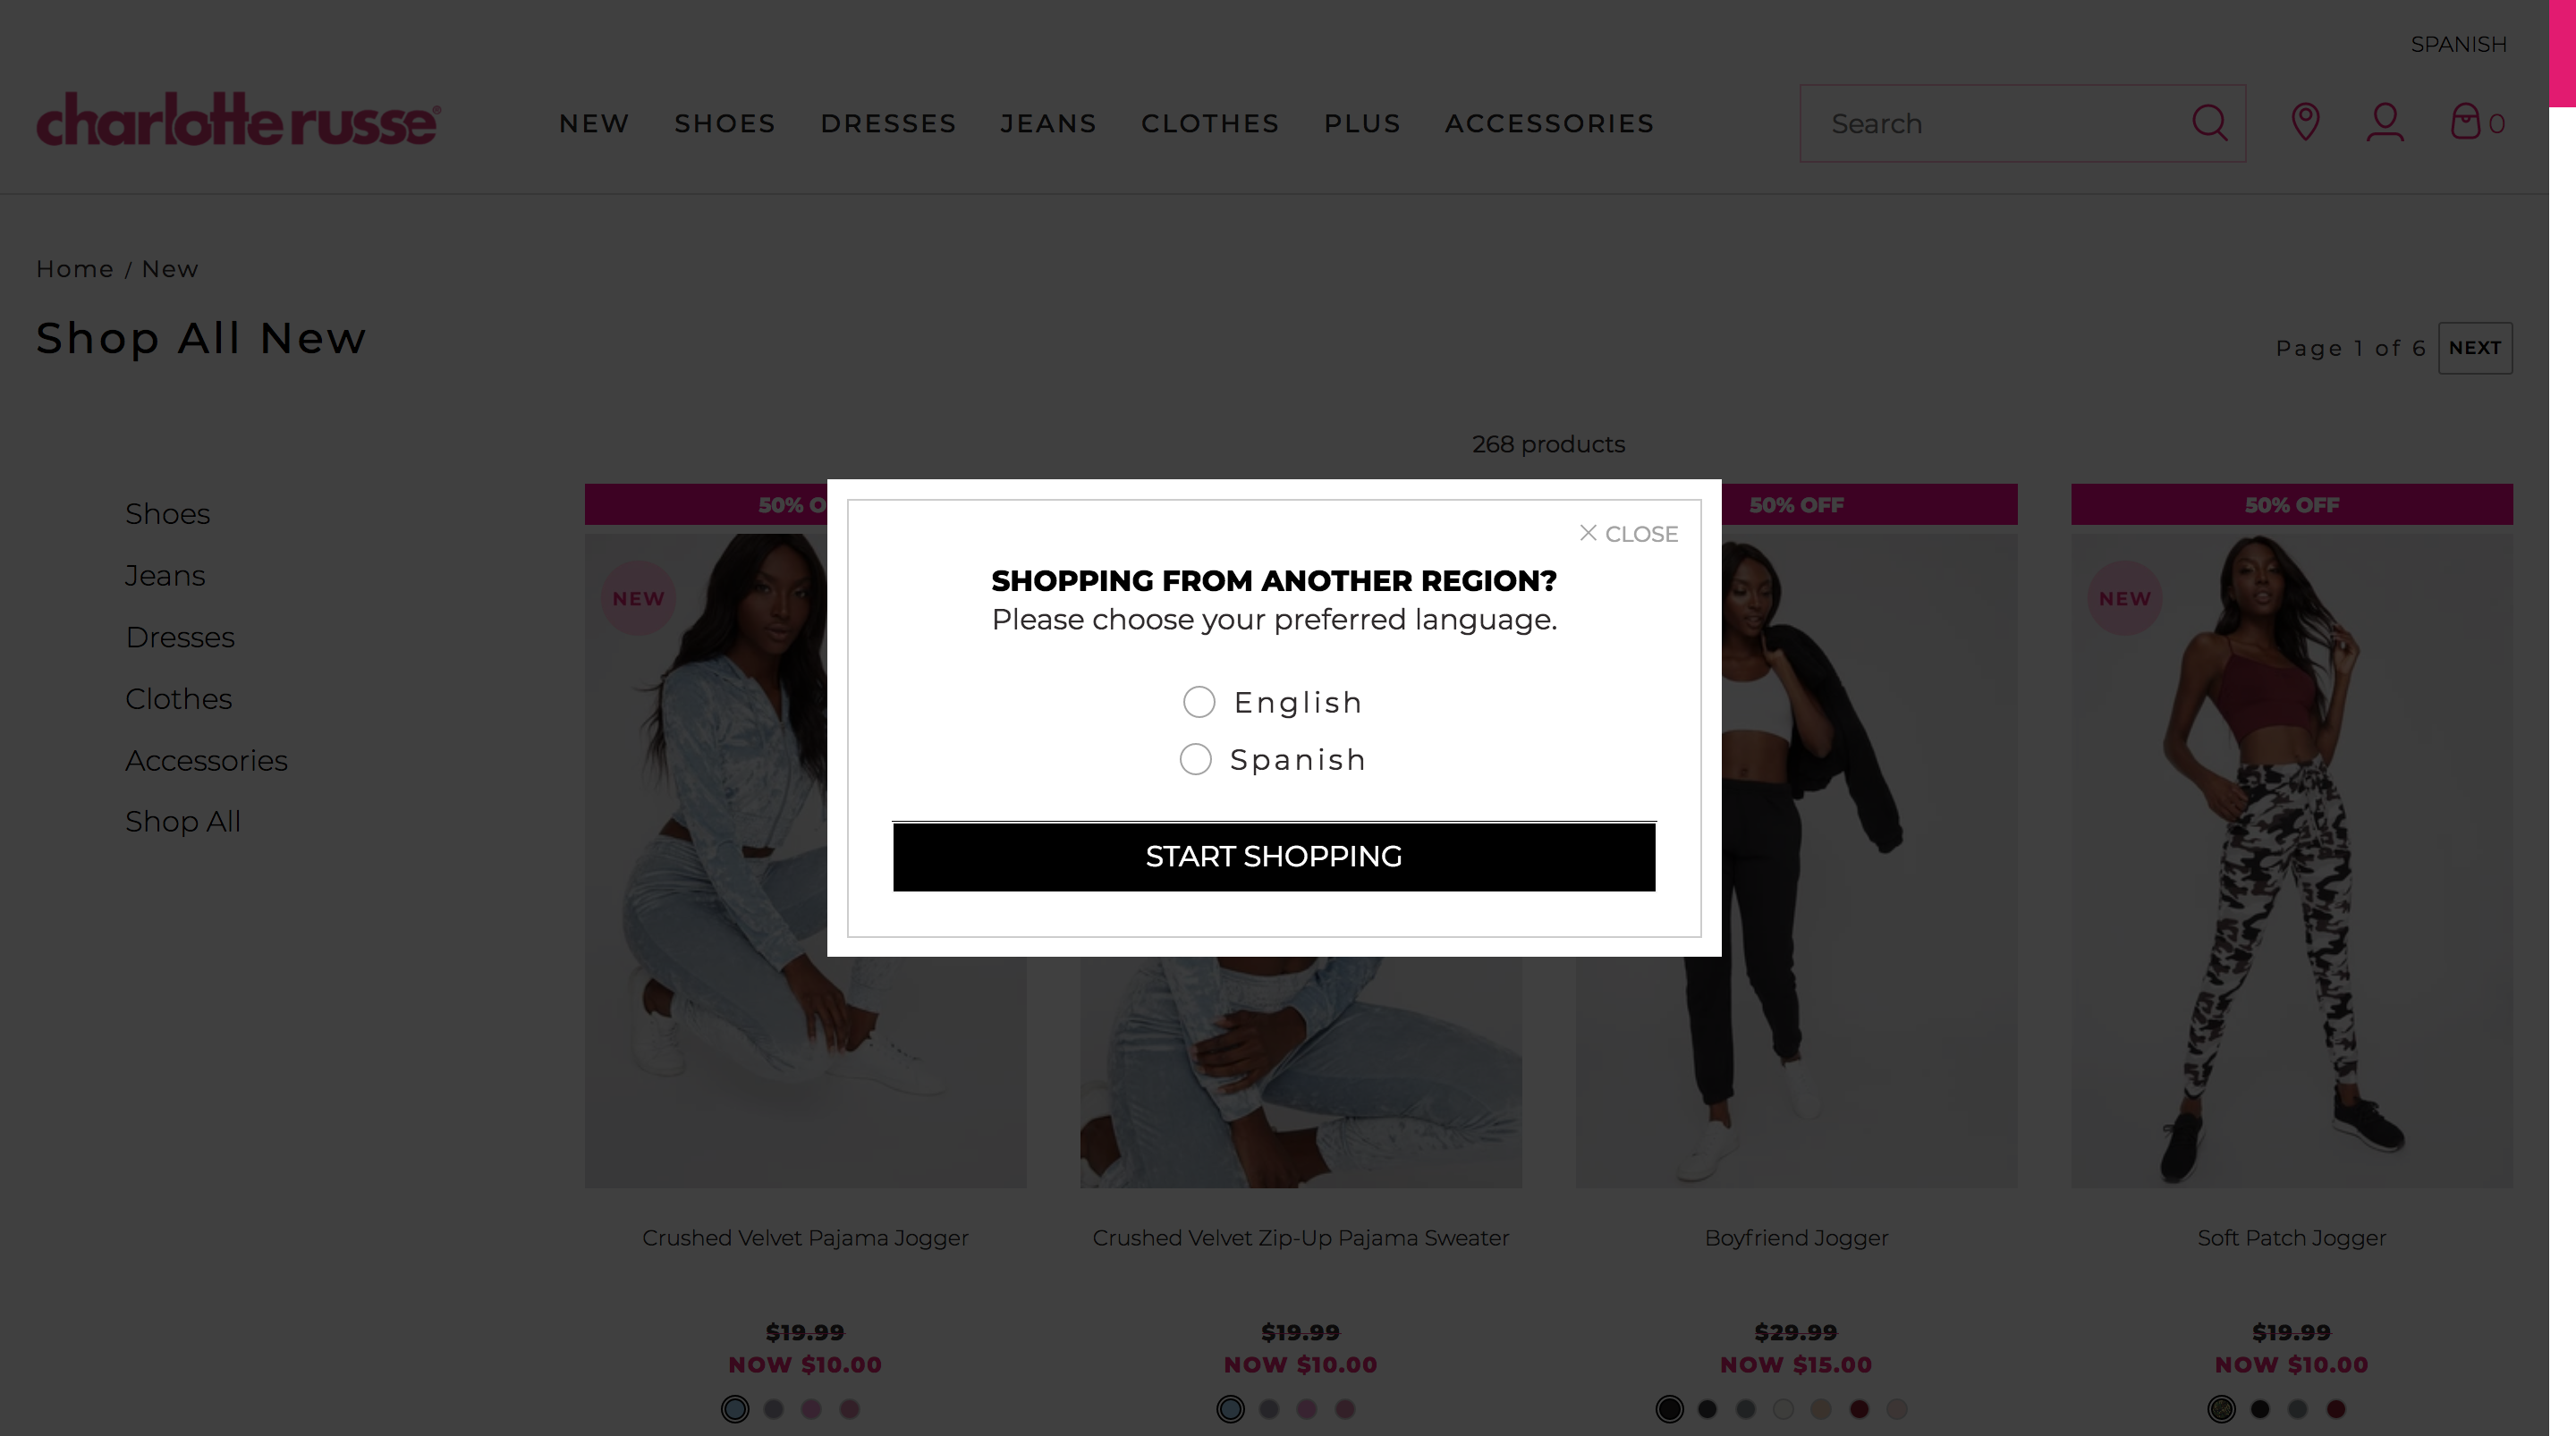 SPANISH
charlotte russe®
NEW SHOES DRESSES JEANS CLOTHES PLUS ACCESSORIES
Search
0
Home / New
Shop All New
Page 1 of 6 NEXT
268 products
Shoes
Jeans
Dresses
Clothes
Accessories
Shop All
50% O
50% OFF
50% OFF
NEW
NEW
CLOSE
SHOPPING FROM ANOTHER REGION?
Please choose your preferred language.
English
Spanish
START SHOPPING
Crushed Velvet Pajama Jogger
$19.99
NOW $10.00
Crushed Velvet Zip-Up Pajama Sweater
$19.99
NOW $10.00
Boyfriend Jogger
$29.99
NOW $15.00
Soft Patch Jogger
$19.99
NOW $10.00